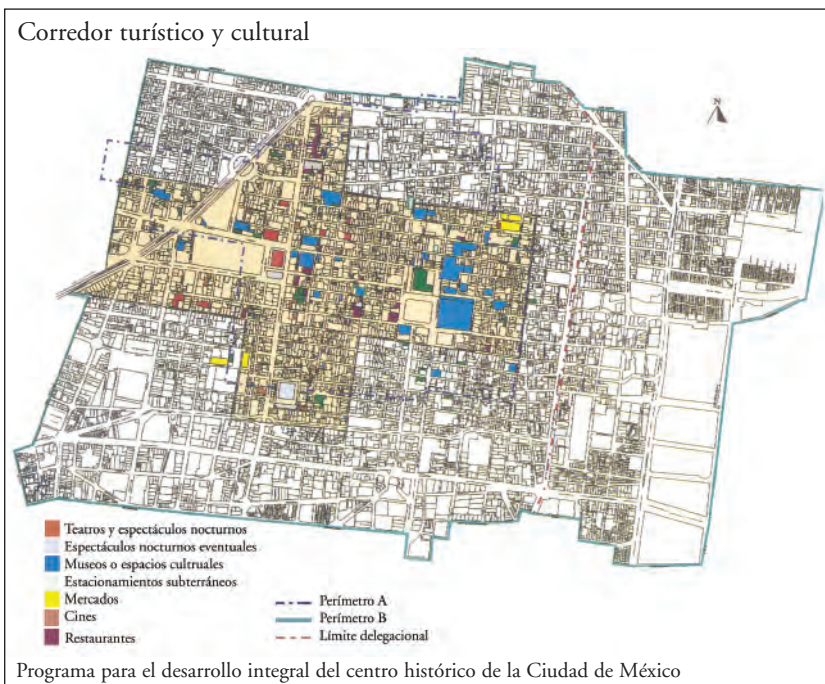 Corredor turístico y cultural
N
Teatros y espectáculos nocturnos
Espectáculos nocturnos eventuales
Museos o espacios cultruales
Estacionamientos subterráneos
Mercados
Cines
Restaurantes
Perímetro A
Perímetro B
Límite delegacional
Programa para el desarrollo integral del centro histórico de la Ciudad de México